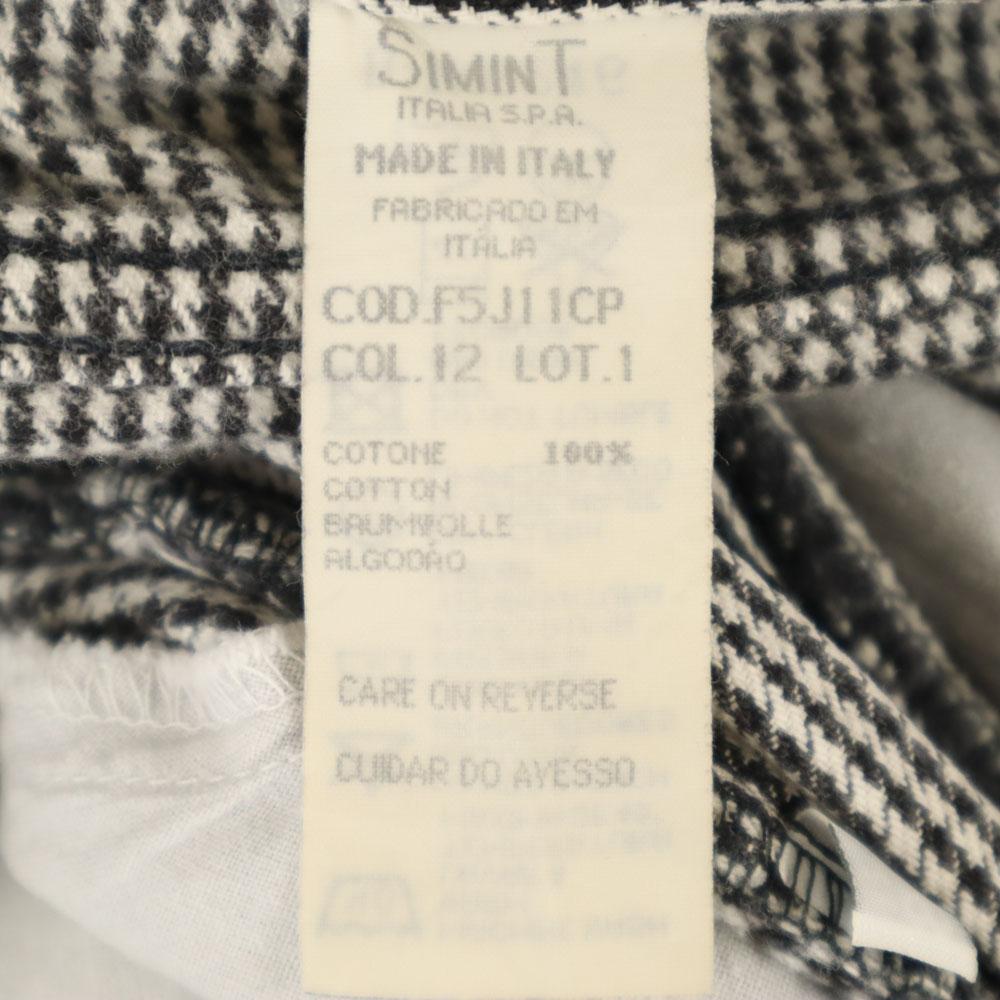 SIMINT
ITALIA S.P.A.
MADE IN ITALY
FABRICADO EM
ITÁLIA
COD.F5J11CP
COL.12 LOT.1
COTONE 100%
COTTON
BAUMWOLLE
ALGODÃO
CARE ON REVERSE
CUIDAR DO AVESSO